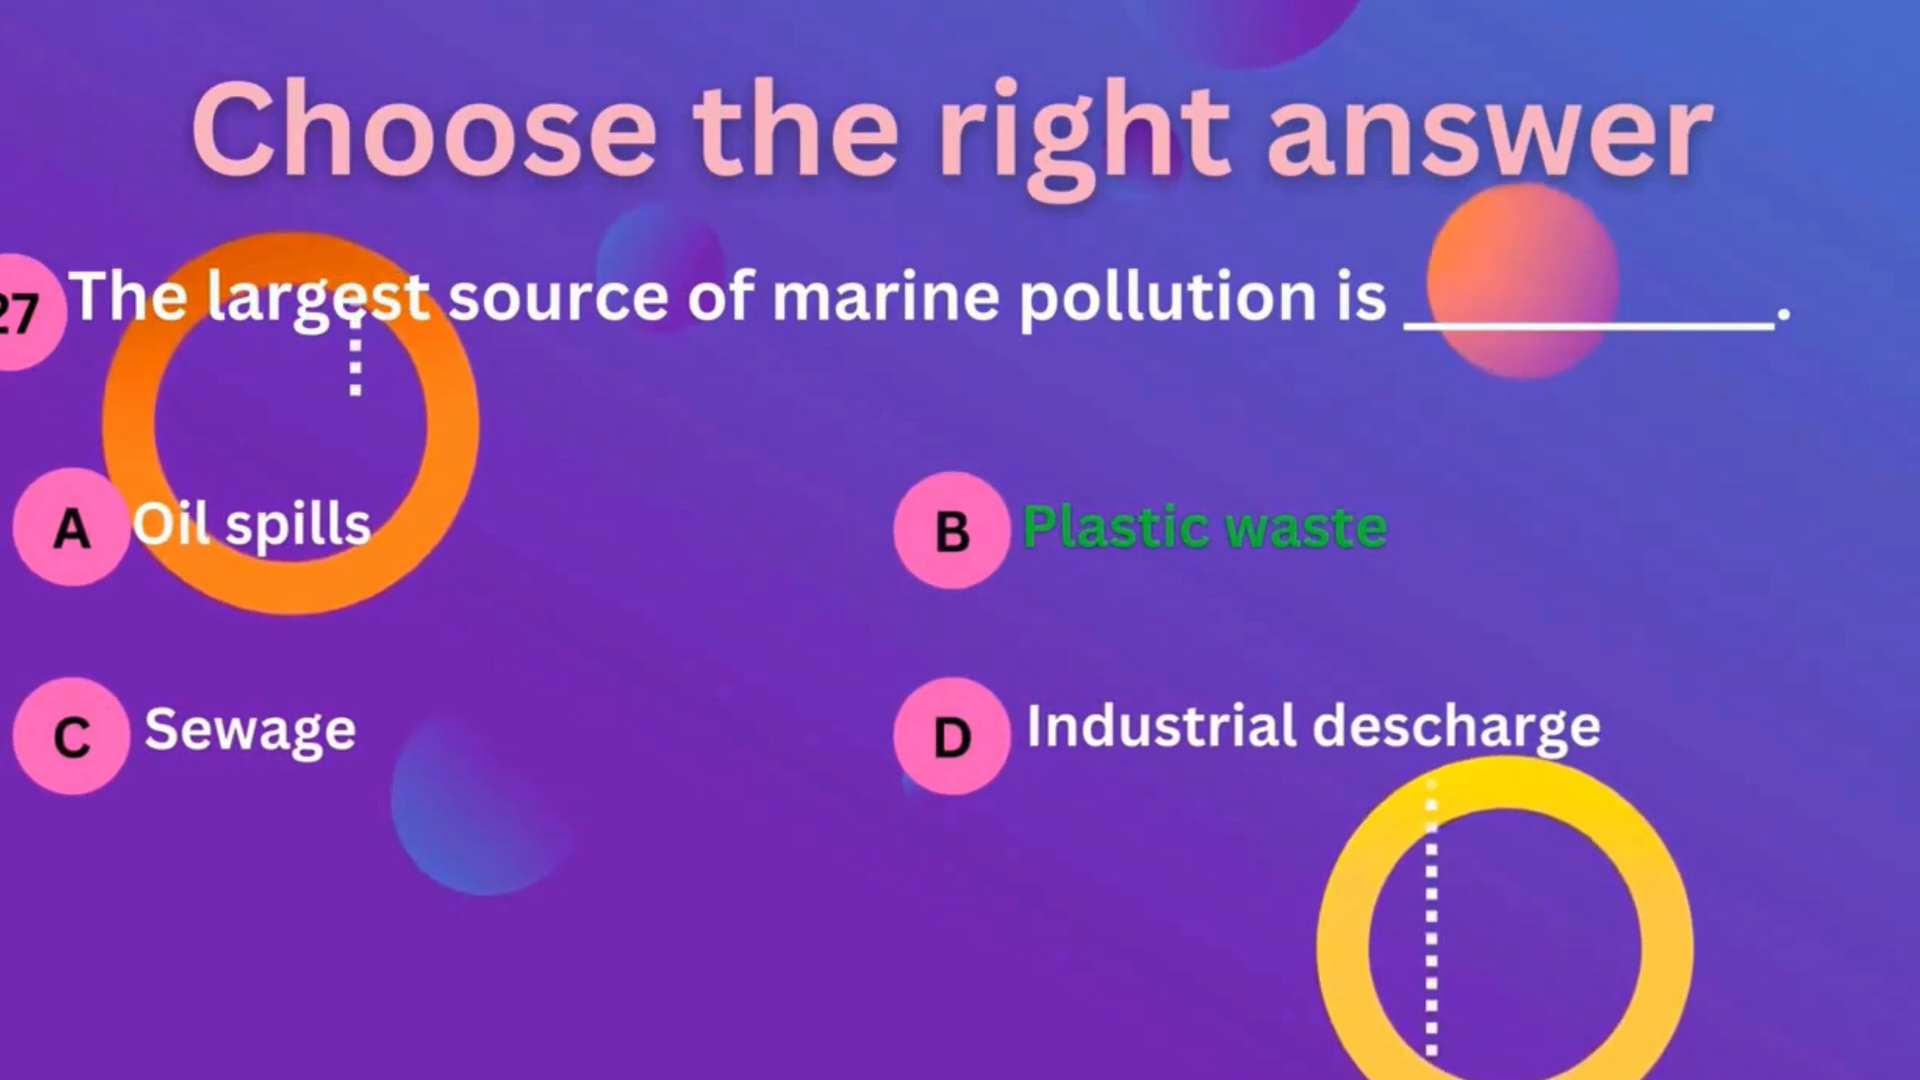 Choose the right answer
27 The largest source of marine pollution is ____________.
A Oil spills
B Plastic waste
C Sewage
D Industrial descharge